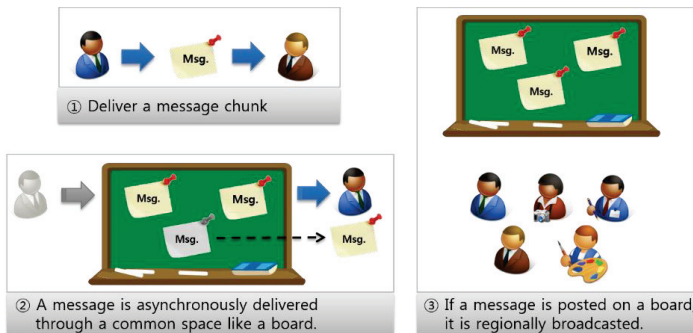 Msg.
① Deliver a message chunk
Msg.
Msg.
Msg.
Msg.
② A message is asynchronously delivered
through a common space like a board.
Msg.
Msg.
Msg.
③ If a message is posted on a board
it is regionally broadcasted.